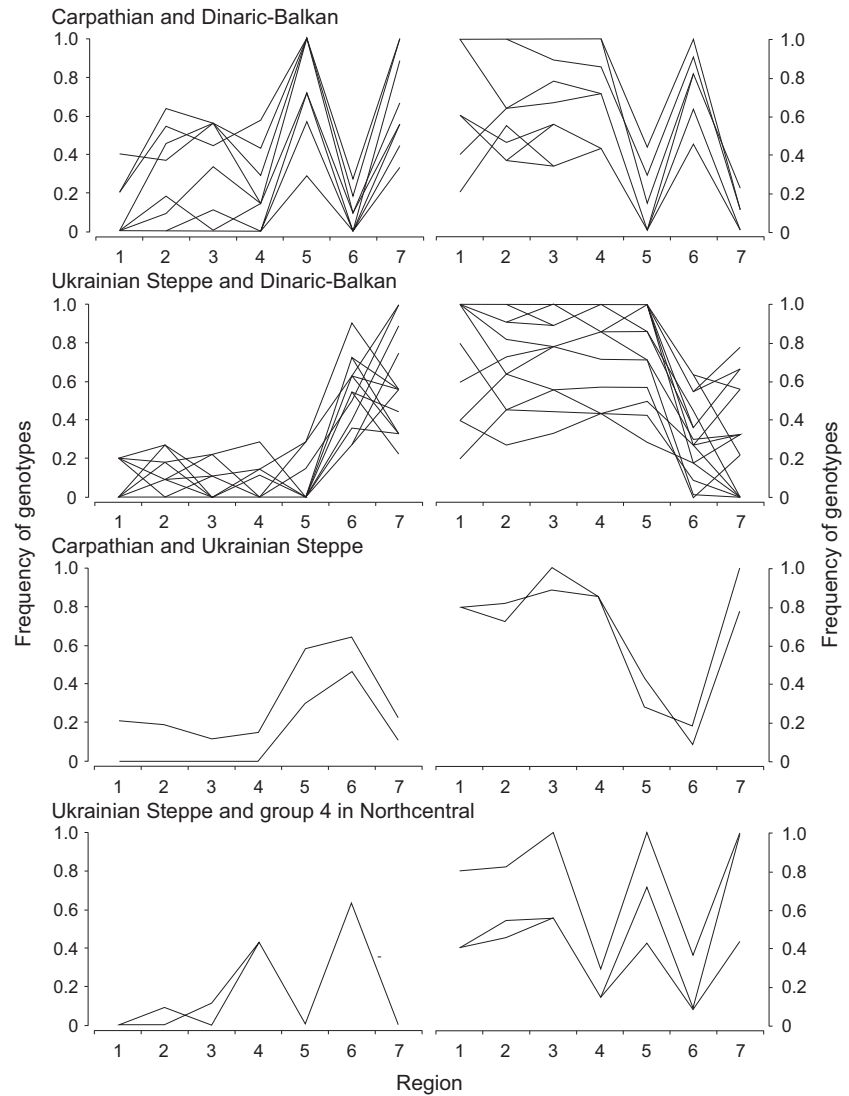 Carpathian and Dinaric-Balkan
1.0 1.0
0.8 0.8
0.6 0.6
0.4 0.4
0.2 0.2
0 0
1 2 3 4 5 6 7 1 2 3 4 5 6 7
Ukrainian Steppe and Dinaric-Balkan
1.0 1.0
0.8 0.8
0.6 0.6
0.4 0.4
0.2 0.2
0 0
1 2 3 4 5 6 7 1 2 3 4 5 6 7
Frequency of genotypes
Frequency of genotypes
Carpathian and Ukrainian Steppe
1.0 1.0
0.8 0.8
0.6 0.6
0.4 0.4
0.2 0.2
0 0
1 2 3 4 5 6 7 1 2 3 4 5 6 7
Ukrainian Steppe and group 4 in Northcentral
1.0 1.0
0.8 0.8
0.6 0.6
0.4 0.4
0.2 0.2
0 0
1 2 3 4 5 6 7 1 2 3 4 5 6 7
Region